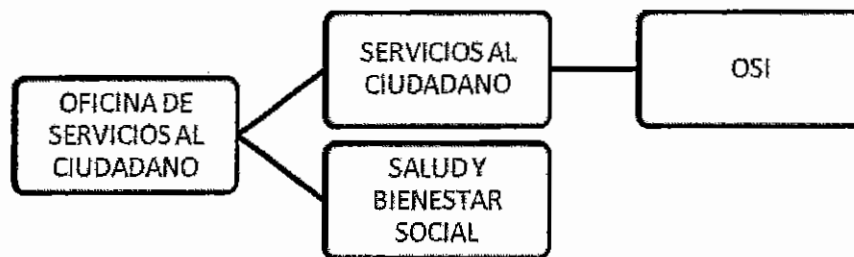 OFICINA DE
SERVICIOS AL
CIUDADANO
SERVICIOS AL
CIUDADANO
OSI
SALUD Y
BIENESTAR
SOCIAL